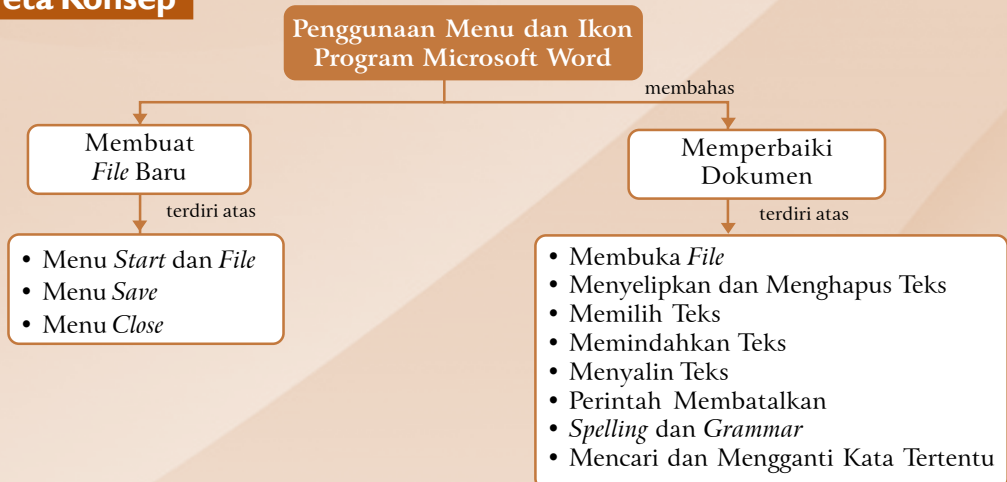 Peta Konsep
Penggunaan Menu dan Ikon
Program Microsoft Word
membahas
Membuat
File Baru
terdiri atas
• Menu Start dan File
• Menu Save
• Menu Close
Memperbaiki
Dokumen
terdiri atas
• Membuka File
• Menyelipkan dan Menghapus Teks
• Memilih Teks
• Memindahkan Teks
• Menyalin Teks
• Perintah Membatalkan
• Spelling dan Grammar
• Mencari dan Mengganti Kata Tertentu